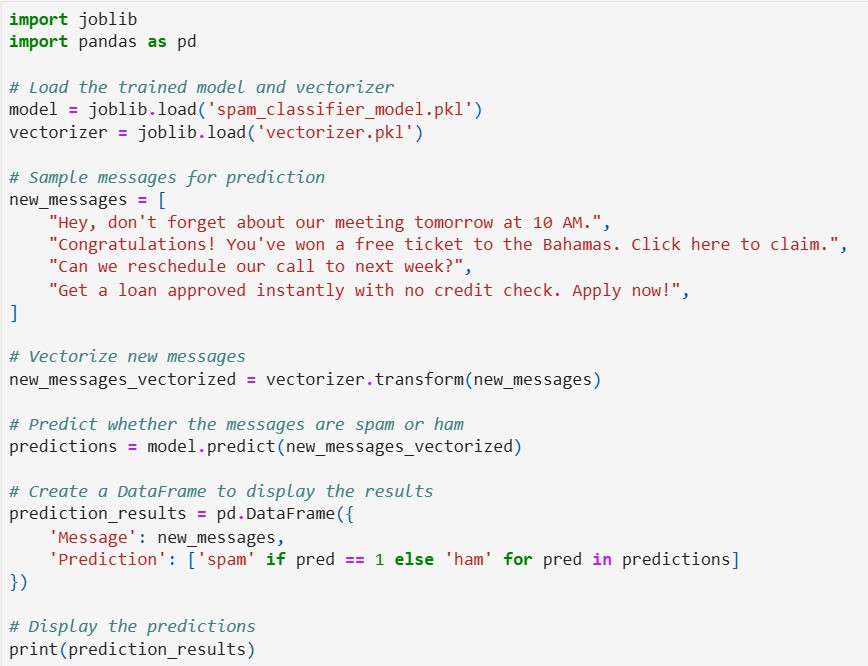 import joblib
import pandas as pd
# Load the trained model and vectorizer
model = joblib.load('spam_classifier_model.pkl')
vectorizer = joblib.load('vectorizer.pkl')
# Sample messages for prediction
new_messages = [
    "Hey, don't forget about our meeting tomorrow at 10 AM.",
    "Congratulations! You've won a free ticket to the Bahamas. Click here to claim.",
    "Can we reschedule our call to next week?",
    "Get a loan approved instantly with no credit check. Apply now!",
]
# Vectorize new messages
new_messages_vectorized = vectorizer.transform(new_messages)
# Predict whether the messages are spam or ham
predictions = model.predict(new_messages_vectorized)
# Create a DataFrame to display the results
prediction_results = pd.DataFrame({
    'Message': new_messages,
    'Prediction': ['spam' if pred == 1 else 'ham' for pred in predictions]
})
# Display the predictions
print(prediction_results)